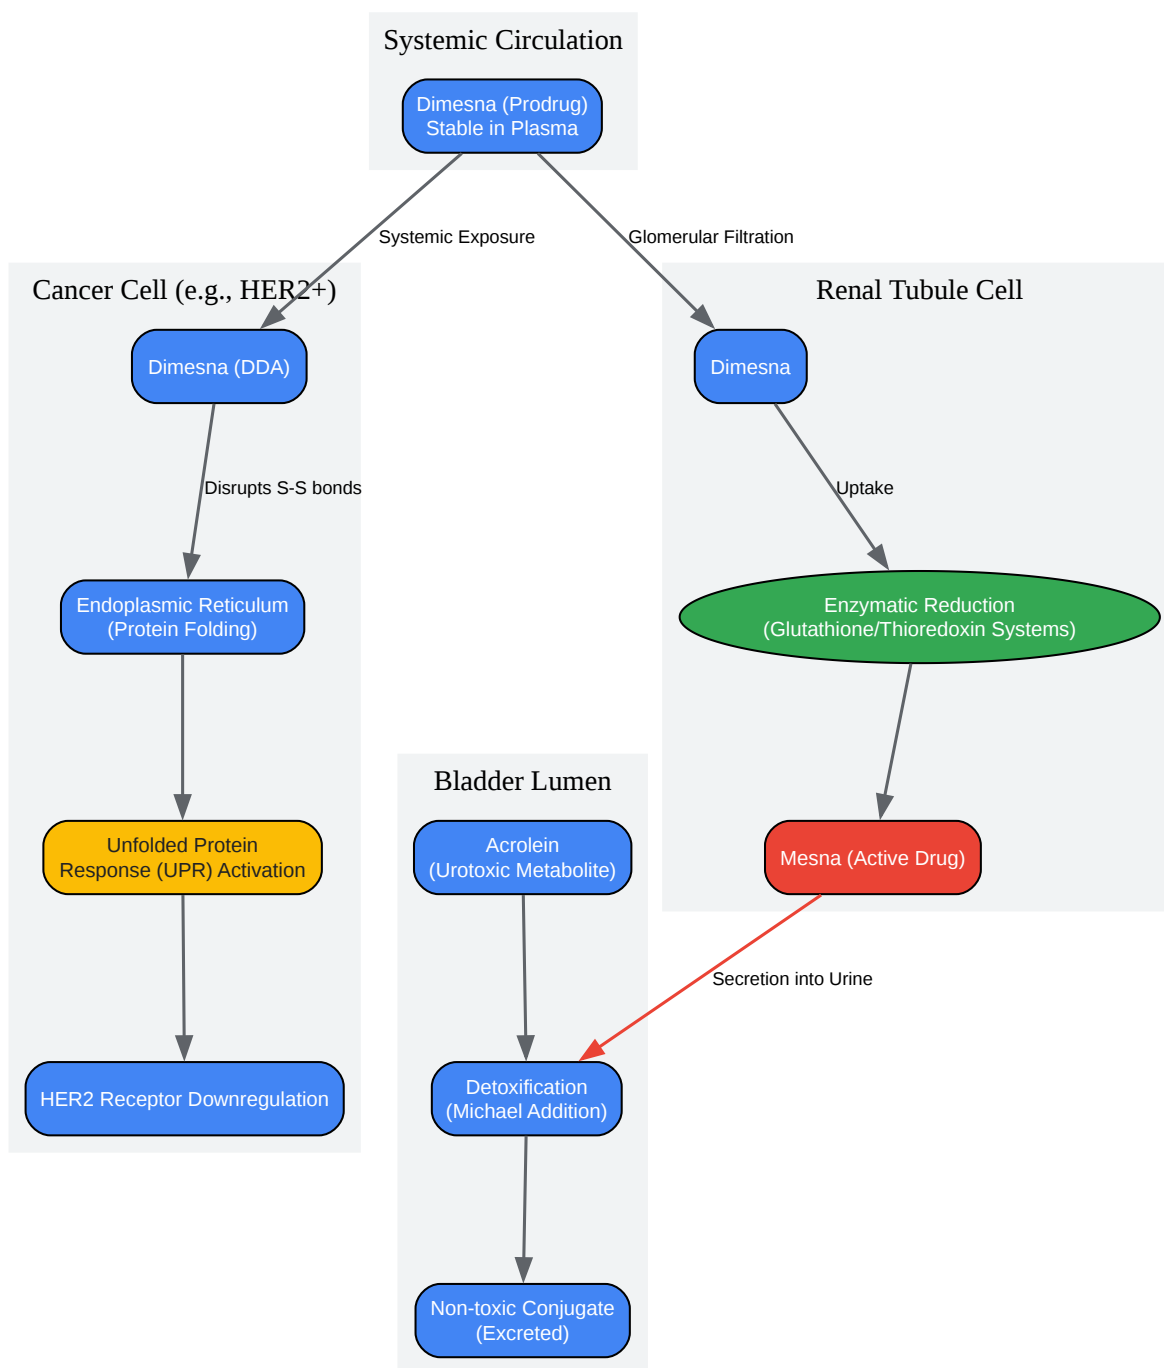 Systemic Circulation
Dimesna (Prodrug)
Stable in Plasma
Systemic Exposure
Glomerular Filtration
Cancer Cell (e.g., HER2+)
Dimesna (DDA)
Disrupts S-S bonds
Endoplasmic Reticulum
(Protein Folding)
Unfolded Protein
Response (UPR) Activation
HER2 Receptor Downregulation
Renal Tubule Cell
Dimesna
Uptake
Enzymatic Reduction
(Glutathione/Thioredoxin Systems)
Mesna (Active Drug)
Secretion into Urine
Bladder Lumen
Acrolein
(Urotoxic Metabolite)
Detoxification
(Michael Addition)
Non-toxic Conjugate
(Excreted)